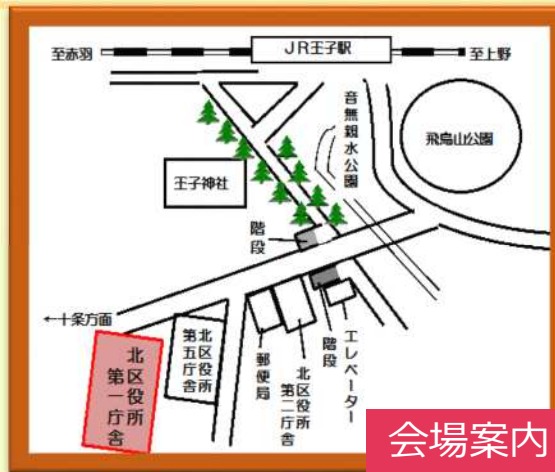 至赤羽
JR王子駅
至上野
音無親水公園
飛鳥山公園
王子神社
階段
←十条方面
北区役所
第一庁舎
北区役所
第五庁舎
郵便局
北区役所
第二庁舎
階段
エレベーター
会場案内